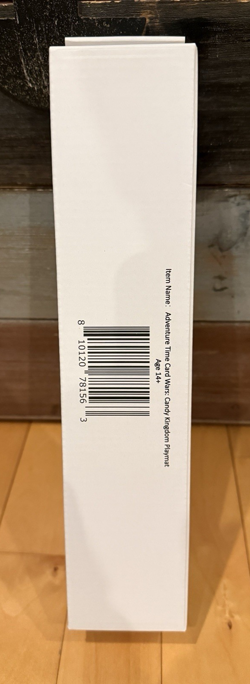 Item Name: Adventure Time Card Wars: Candy Kingdom Playmat
Age 14+
8 10120 78156 3